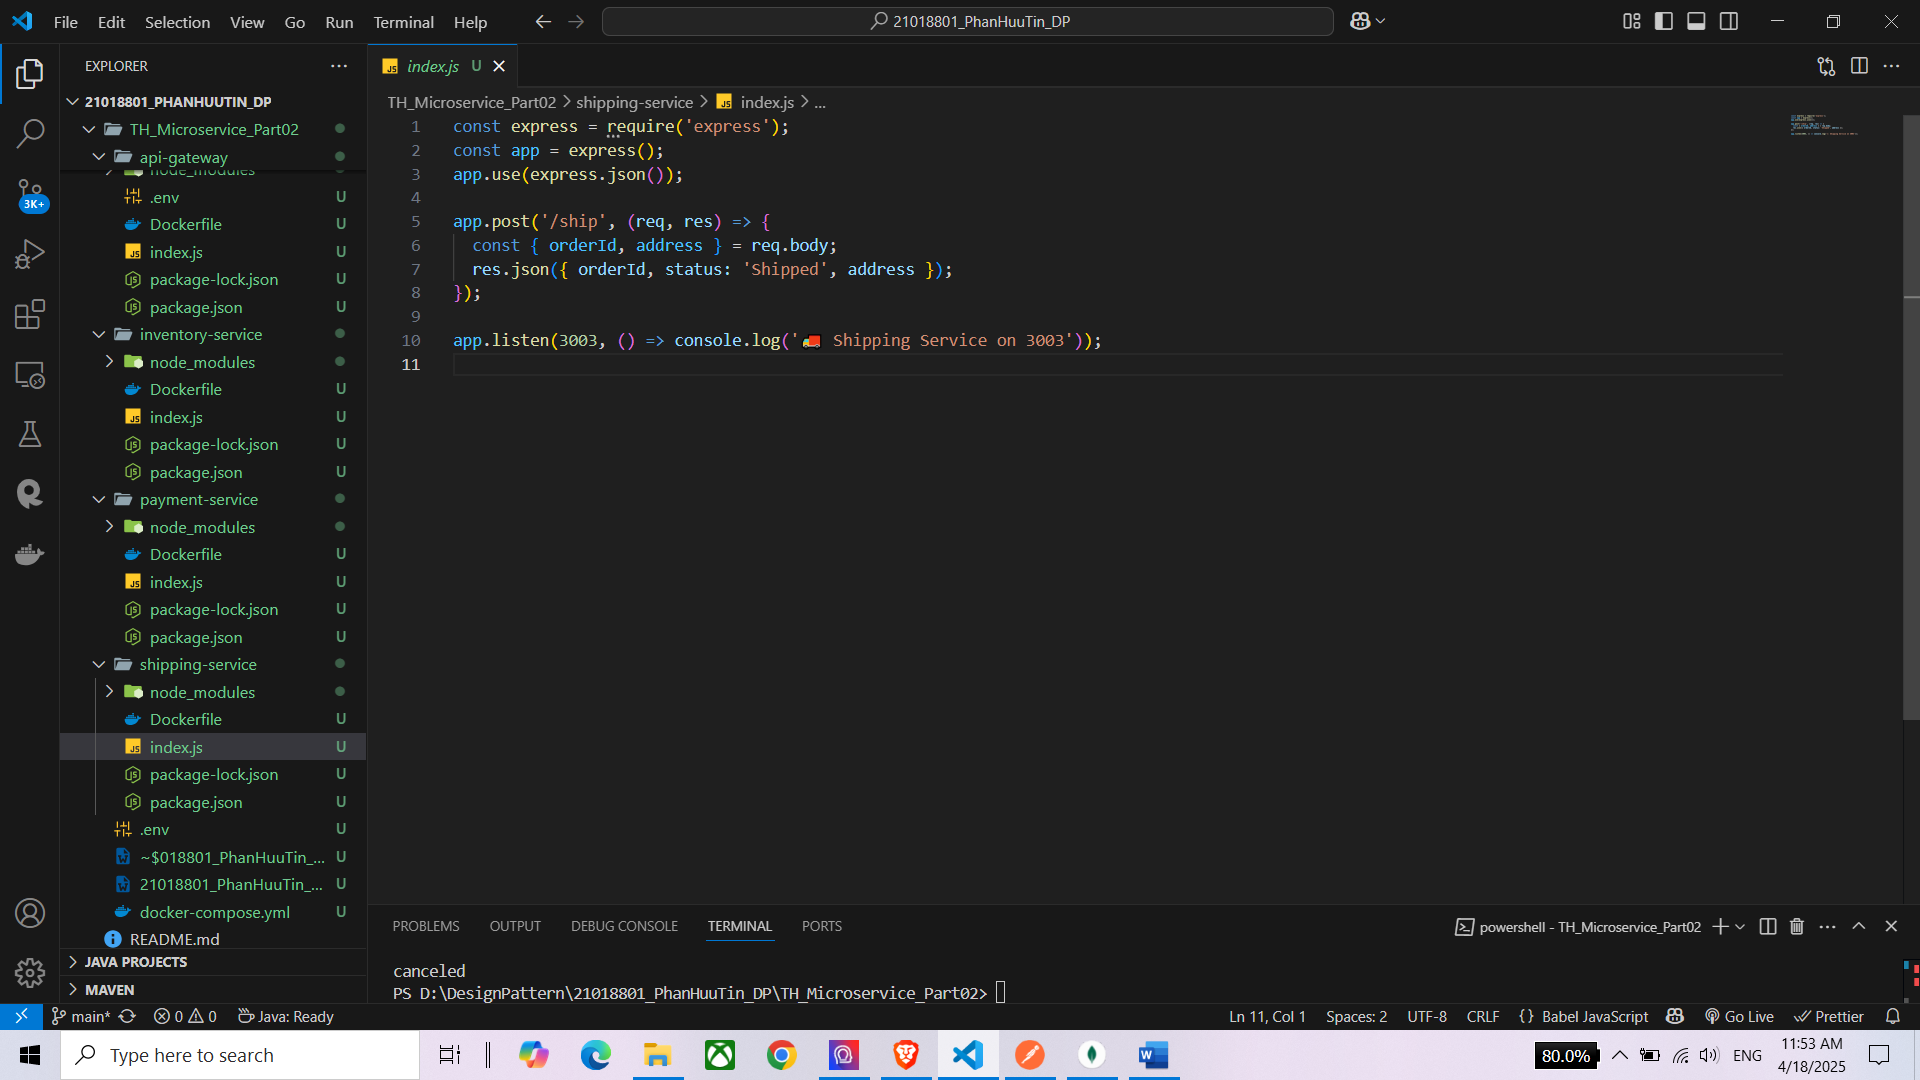 File Edit Selection View Go Run Terminal Help
21018801_PhanHuuTin_DP
EXPLORER
21018801_PHANHUUTIN_DP
TH_Microservice_Part02
api-gateway
node_modules
.env U
Dockerfile U
JS index.js U
package-lock.json U
package.json U
inventory-service
node_modules
Dockerfile U
JS index.js U
package-lock.json U
package.json U
payment-service
node_modules
Dockerfile U
JS index.js U
package-lock.json U
package.json U
shipping-service
node_modules
Dockerfile U
JS index.js U
package-lock.json U
package.json U
.env U
~$018801_PhanHuuTin_... U
21018801_PhanHuuTin_... U
docker-compose.yml U
README.md
JAVA PROJECTS
MAVEN
3K+
JS index.js U
TH_Microservice_Part02 > shipping-service > JS index.js > ...
1 const express = require('express');
2 const app = express();
3 app.use(express.json());
4
5 app.post('/ship', (req, res) => {
6 const { orderId, address } = req.body;
7 res.json({ orderId, status: 'Shipped', address });
8 });
9
10 app.listen(3003, () => console.log('🚚 Shipping Service on 3003'));
11
PROBLEMS OUTPUT DEBUG CONSOLE TERMINAL PORTS
powershell - TH_Microservice_Part02
canceled
PS D:\DesignPattern\21018801_PhanHuuTin_DP\TH_Microservice_Part02>
main* 0 0 Java: Ready
Ln 11, Col 1 Spaces: 2 UTF-8 CRLF {} Babel JavaScript Go Live Prettier
Type here to search
80.0% ENG
11:53 AM
4/18/2025